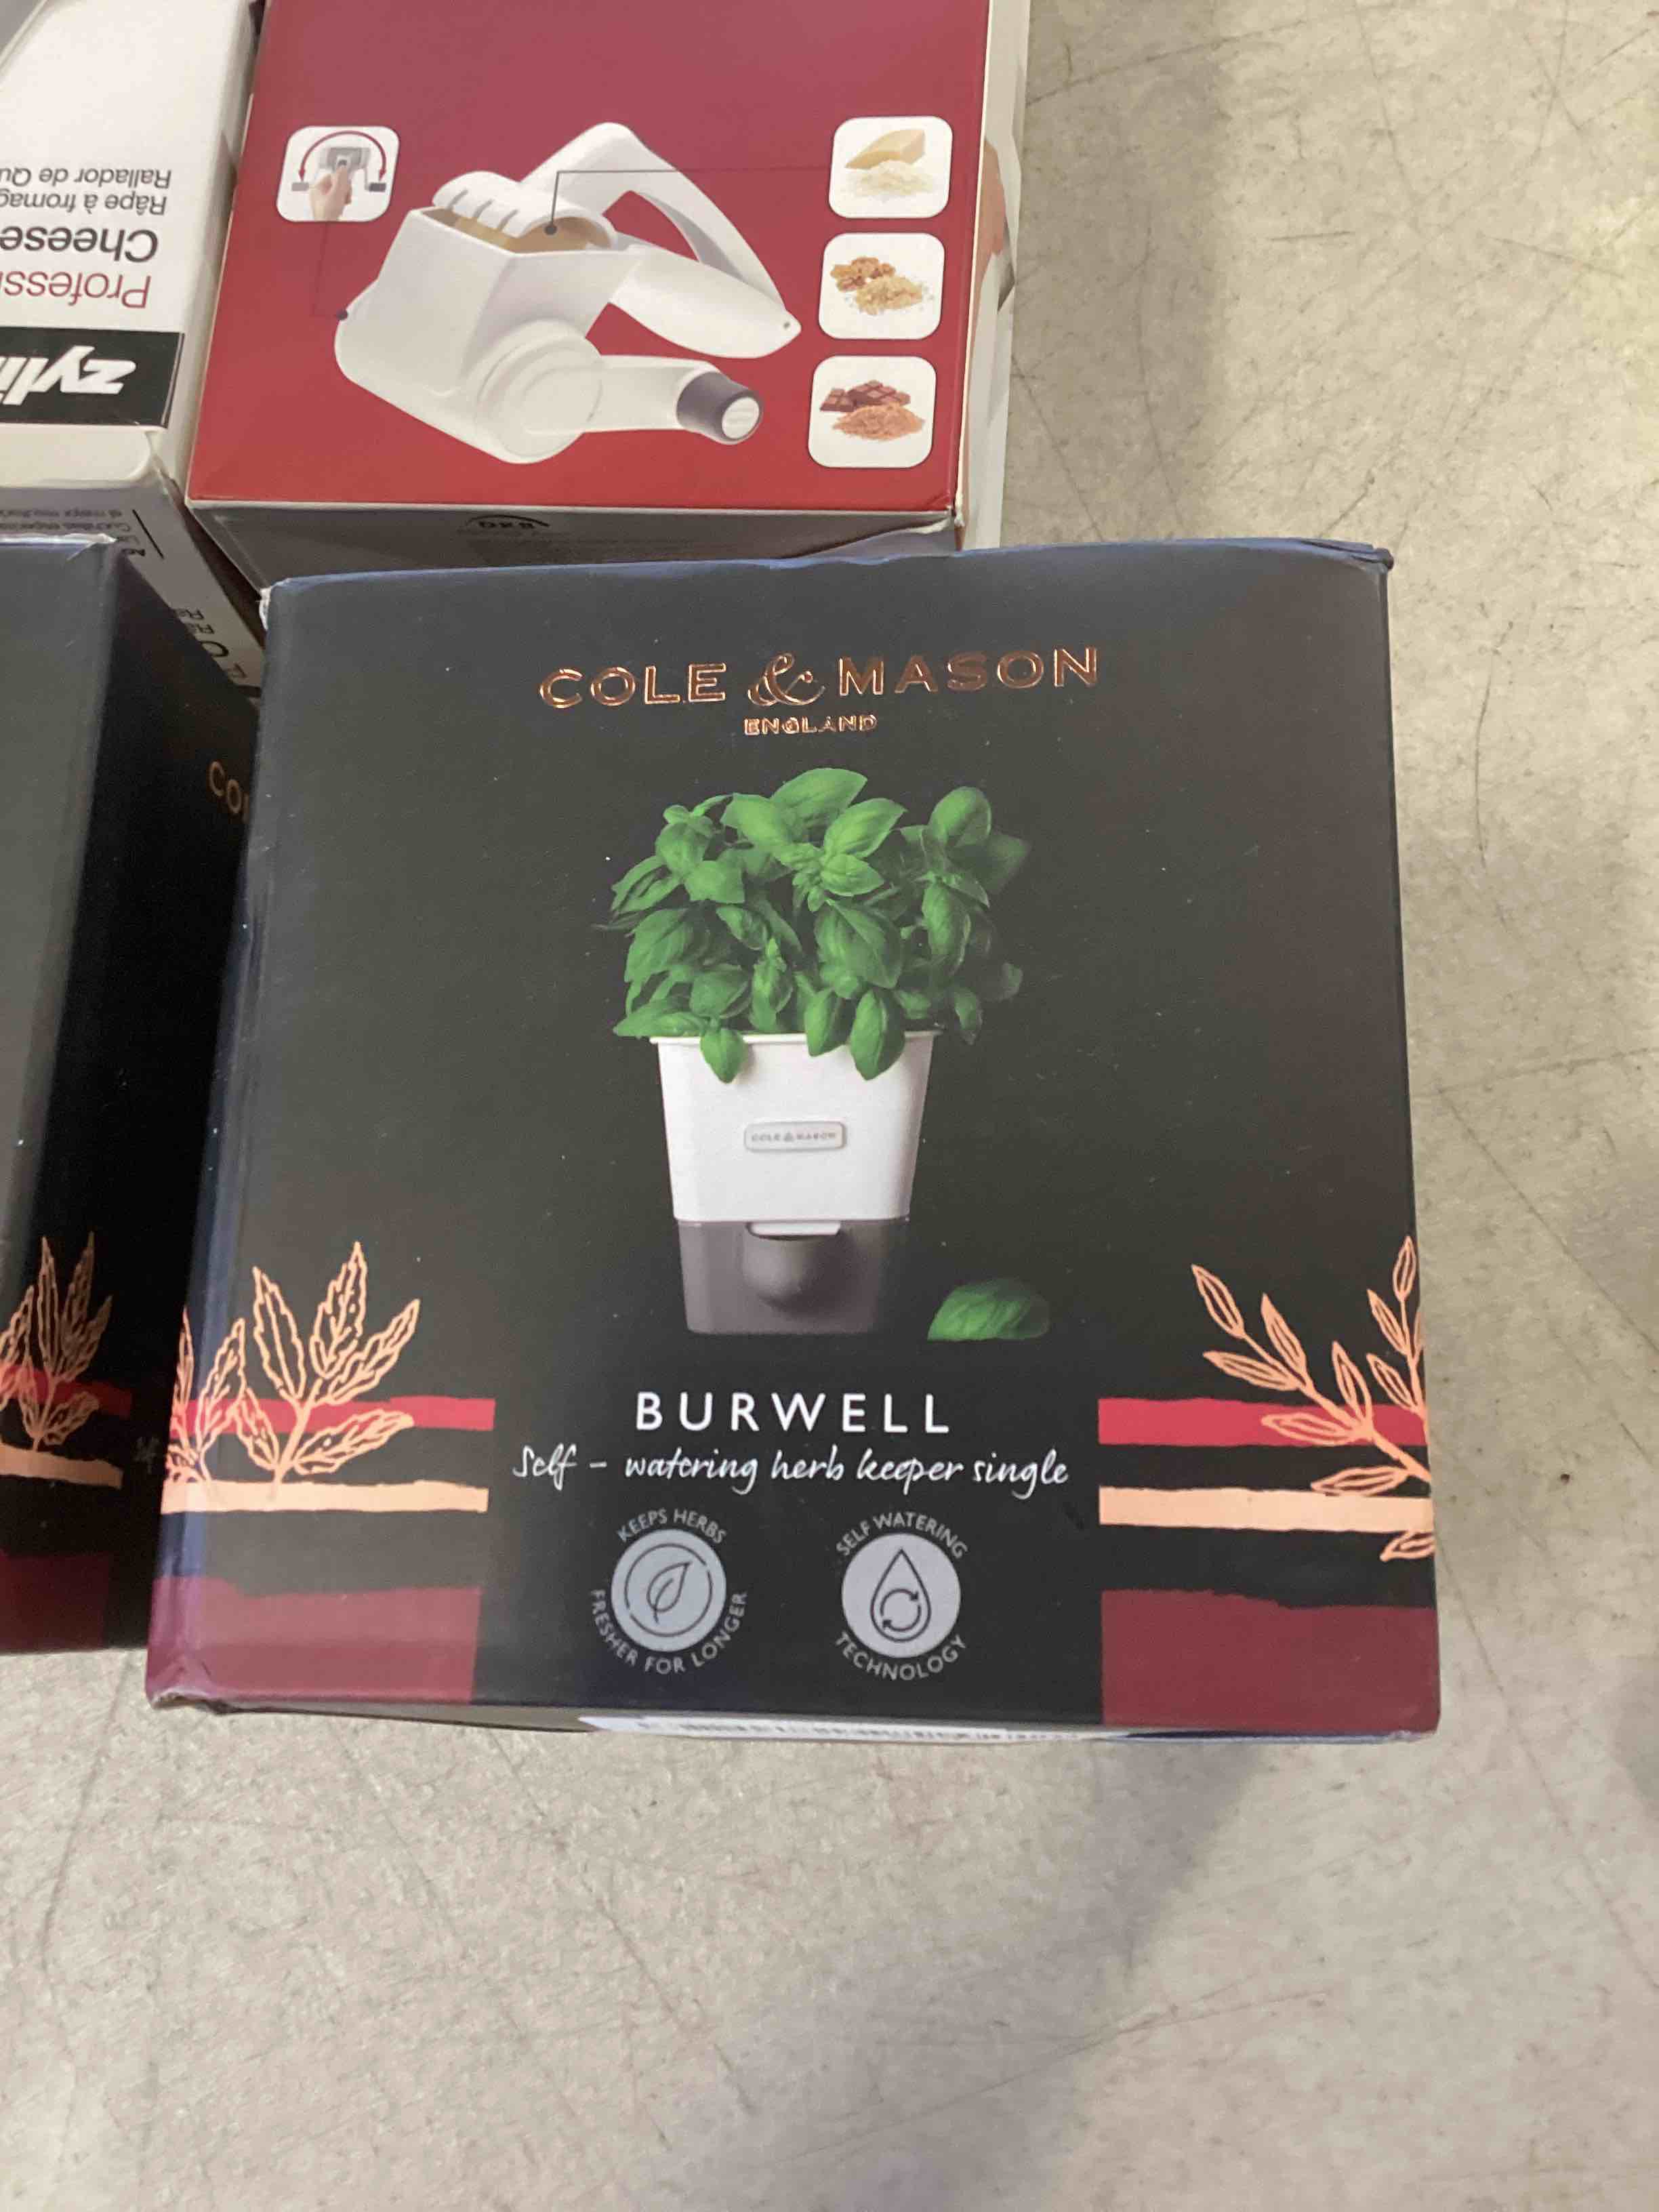 Rallador de Qu
Râpe à fromag
Cheese
Profess
zyli
COLE & MASON
ENGLAND
CO
COLE & MASON
BURWELL
Self - watering herb keeper single
KEEPS HERBS
FRESHER FOR LONGER
SELF WATERING
TECHNOLOGY